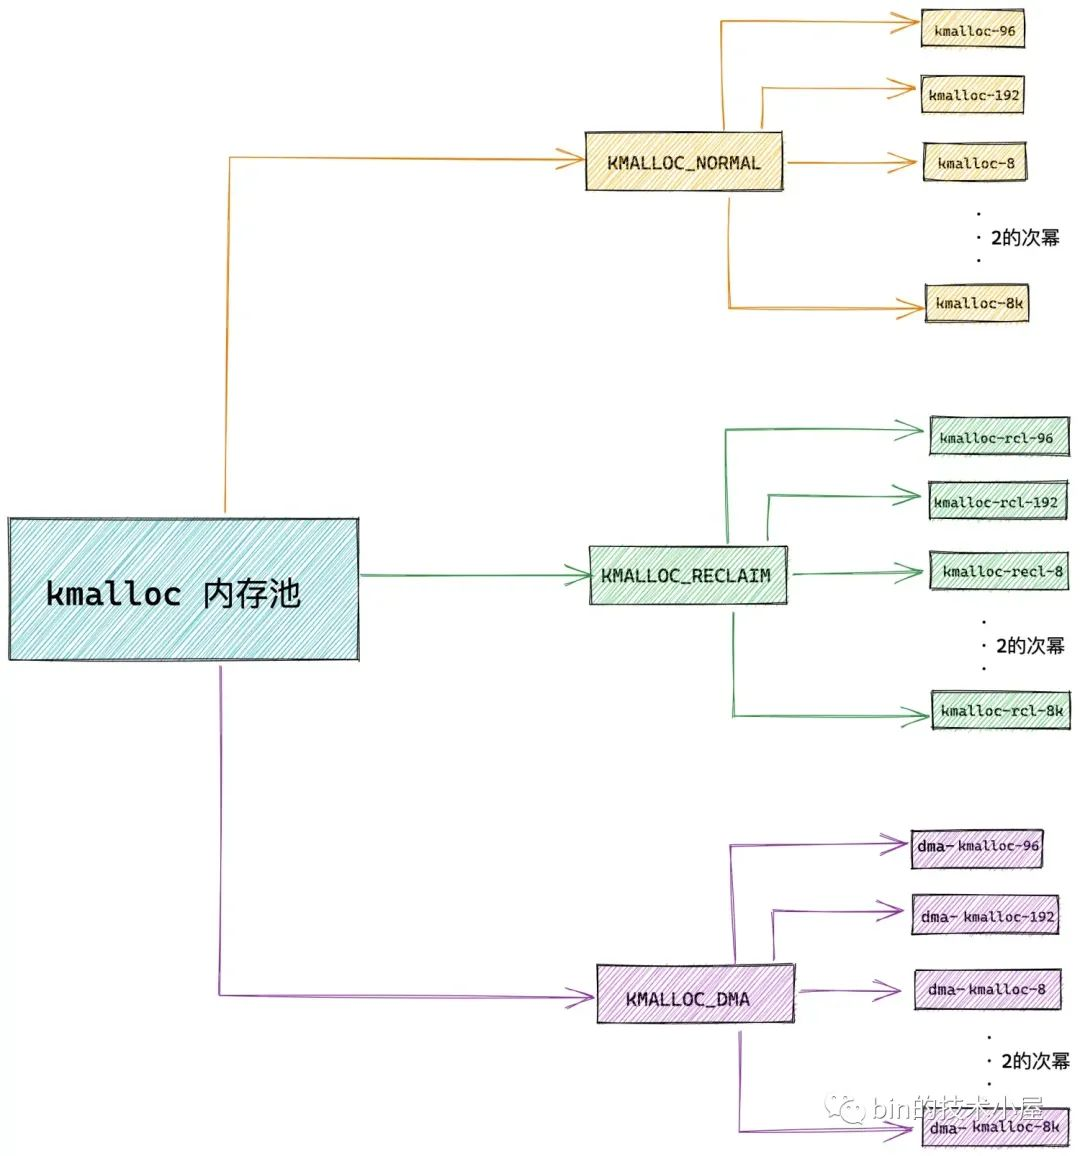 kmalloc-96
kmalloc-192
KMALLOC_NORMAL
kmalloc-8
2的次幂
kmalloc-8k
kmalloc-rcl-96
kmalloc-rcl-192
kmalloc 内存池
KMALLOC_RECLAIM
kmalloc-recl-8
2的次幂
kmalloc-rcl-8k
dma-kmalloc-96
dma-kmalloc-192
KMALLOC_DMA
dma-kmalloc-8
2的次幂
bin的技术小屋
dma-kmalloc-8k